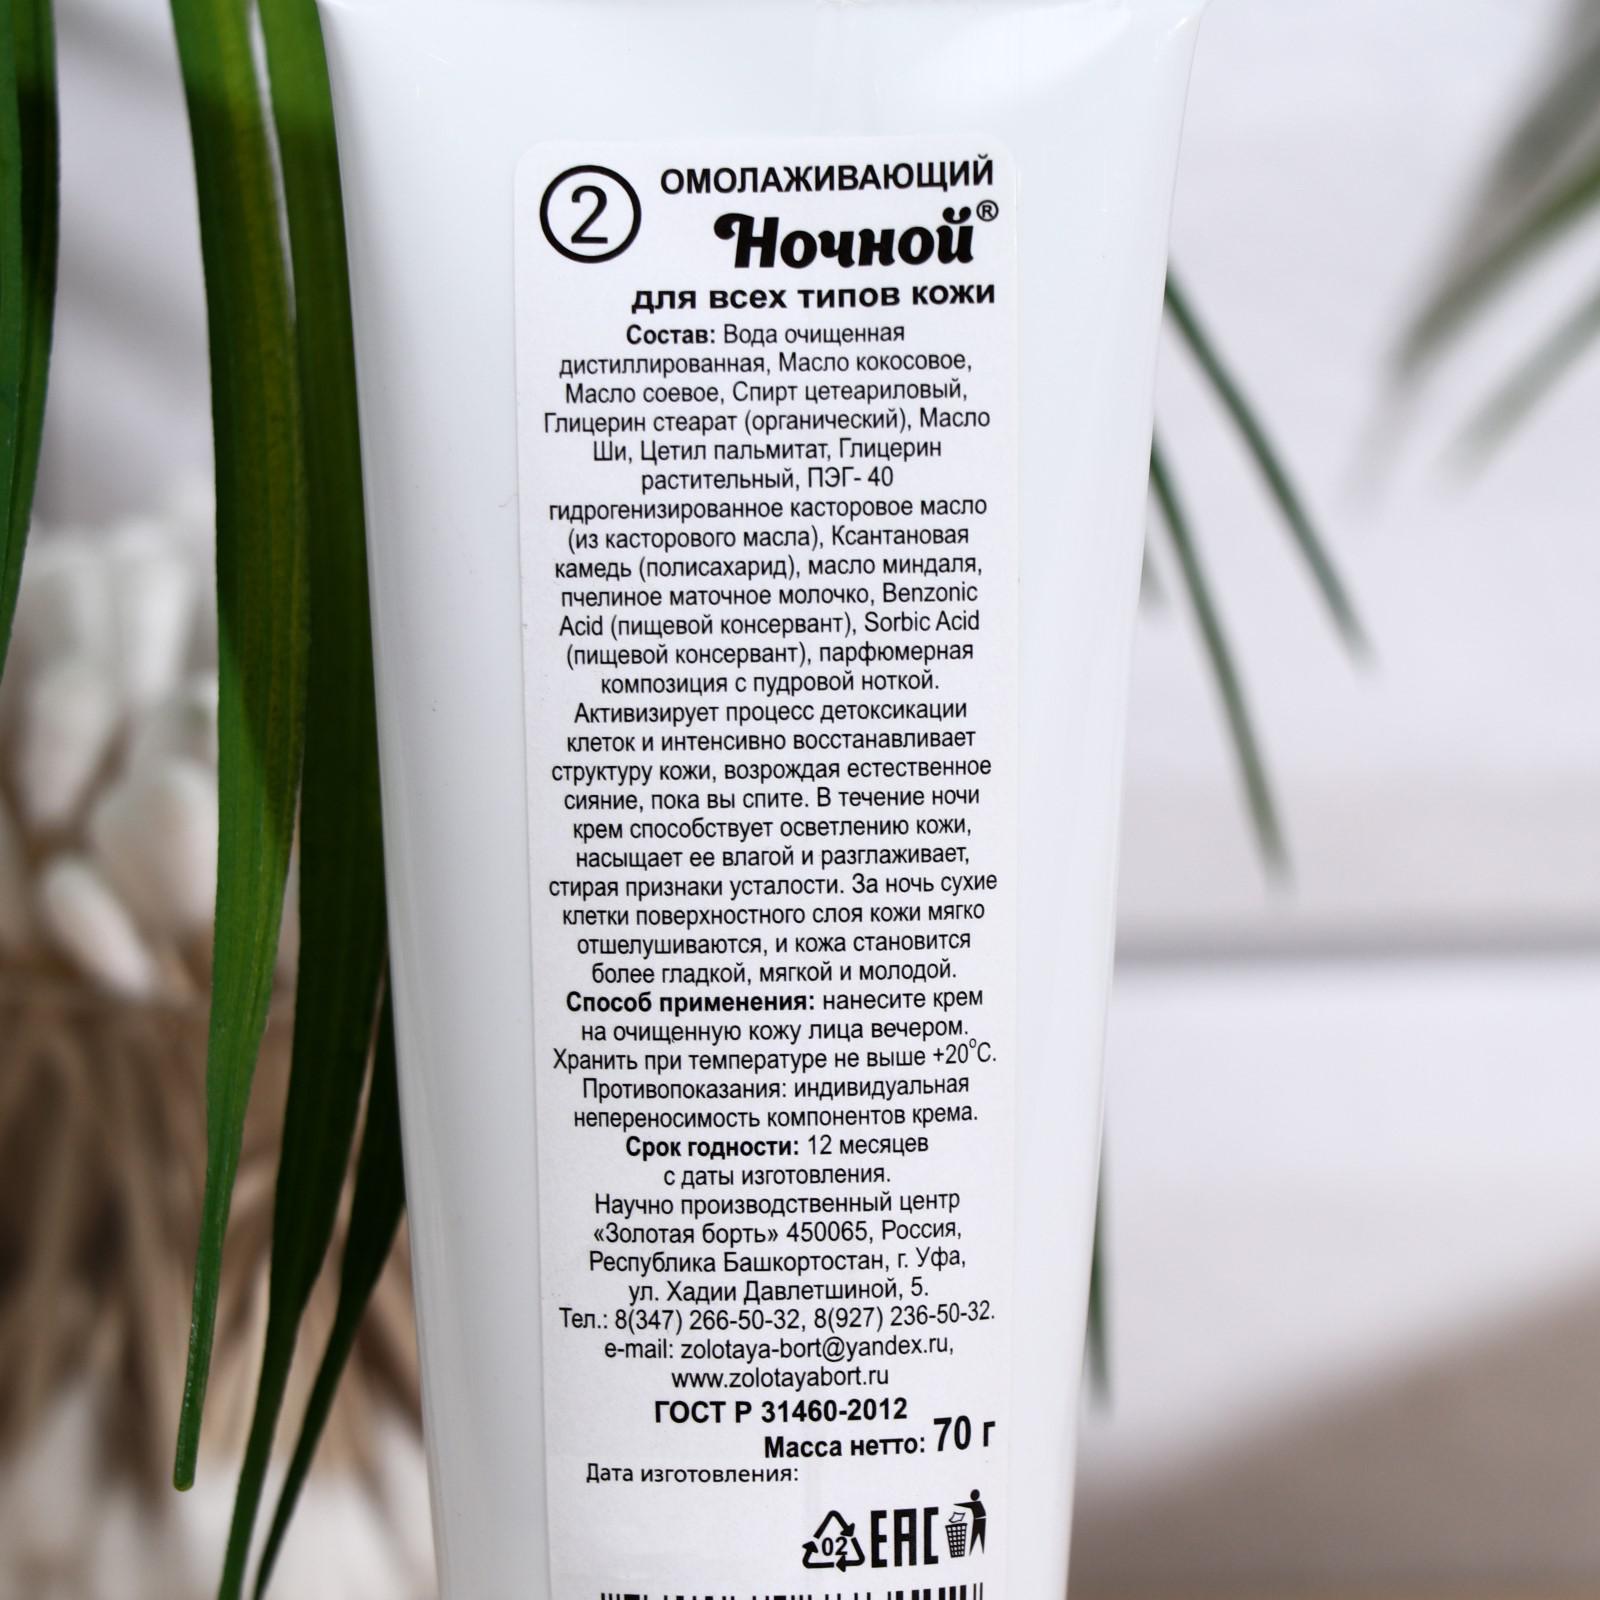 2
ОМОЛАЖИВАЮЩИЙ
Ночной®
для всех типов кожи
Состав: Вода очищенная
дистиллированная, Масло кокосовое,
Масло соевое, Спирт цетеариловый,
Глицерин стеарат (органический), Масло
Ши, Цетил пальмитат, Глицерин
растительный, ПЭГ- 40
гидрогенизированное касторовое масло
(из касторового масла), Ксантановая
камедь (полисахарид), масло миндаля,
пчелиное маточное молочко, Benzonic
Acid (пищевой консервант), Sorbic Acid
(пищевой консервант), парфюмерная
композиция с пудровой ноткой.
Активизирует процесс детоксикации
клеток и интенсивно восстанавливает
структуру кожи, возрождая естественное
сияние, пока вы спите. В течение ночи
крем способствует осветлению кожи,
насыщает ее влагой и разглаживает,
стирая признаки усталости. За ночь сухие
клетки поверхностного слоя кожи мягко
отшелушиваются, и кожа становится
более гладкой, мягкой и молодой.
Способ применения: нанесите крем
на очищенную кожу лица вечером.
Хранить при температуре не выше +20°С.
Противопоказания: индивидуальная
непереносимость компонентов крема.
Срок годности: 12 месяцев
с даты изготовления.
Научно производственный центр
«Золотая борть» 450065, Россия,
Республика Башкортостан, г. Уфа,
ул. Хадии Давлетшиной, 5.
Тел.: 8(347) 266-50-32, 8(927) 236-50-32.
e-mail: zolotaya-bort@yandex.ru,
www.zolotayabort.ru
ГОСТ Р 31460-2012
Масса нетто: 70 г
Дата изготовления:
02 ЕАС